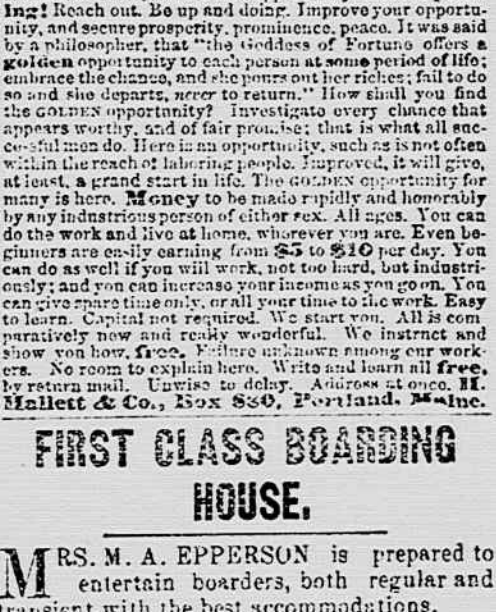 ing! Reach out. Be up and doing. Improve your opportu-
nity, and secure prosperity, prominence, peace. It was said
by a philosopher, that "the Goddess of Fortune offers a
golden opportunity to each person at some period of life;
embrace the chance, and she pours out her riches; fail to do
so and she departs, never to return." How shall you find
the GOLDEN opportunity? Investigate every chance that
appears worthy, and of fair promise; that is what all suc-
cessful men do. Here is an opportunity, such as is not often
within the reach of laboring people. Improved, it will give,
at least, a grand start in life. The GOLDEN opportunity for
many is here. Money to be made rapidly and honorably
by any industrious person of either sex. All ages. You can
do the work and live at home, wherever you are. Even be-
ginners are easily earning from $5 to $10 per day. You
can do as well if you will work, not too hard, but industri-
ously; and you can increase your income as you go on. You
can give spare time only, or all your time to the work. Easy
to learn. Capital not required. We start you. All is com
paratively new and really wonderful. We instruct and
show you how, free. Failure unknown among our work-
ers. No room to explain here. Write and learn all free,
by return mail. Unwise to delay. Address at once. H.
Hallett & Co., Box 880, Portland, Maine.
FIRST CLASS BOARDING
HOUSE.
MRS. M. A. EPPERSON is prepared to
entertain boarders, both regular and
transient with the best accommodations.